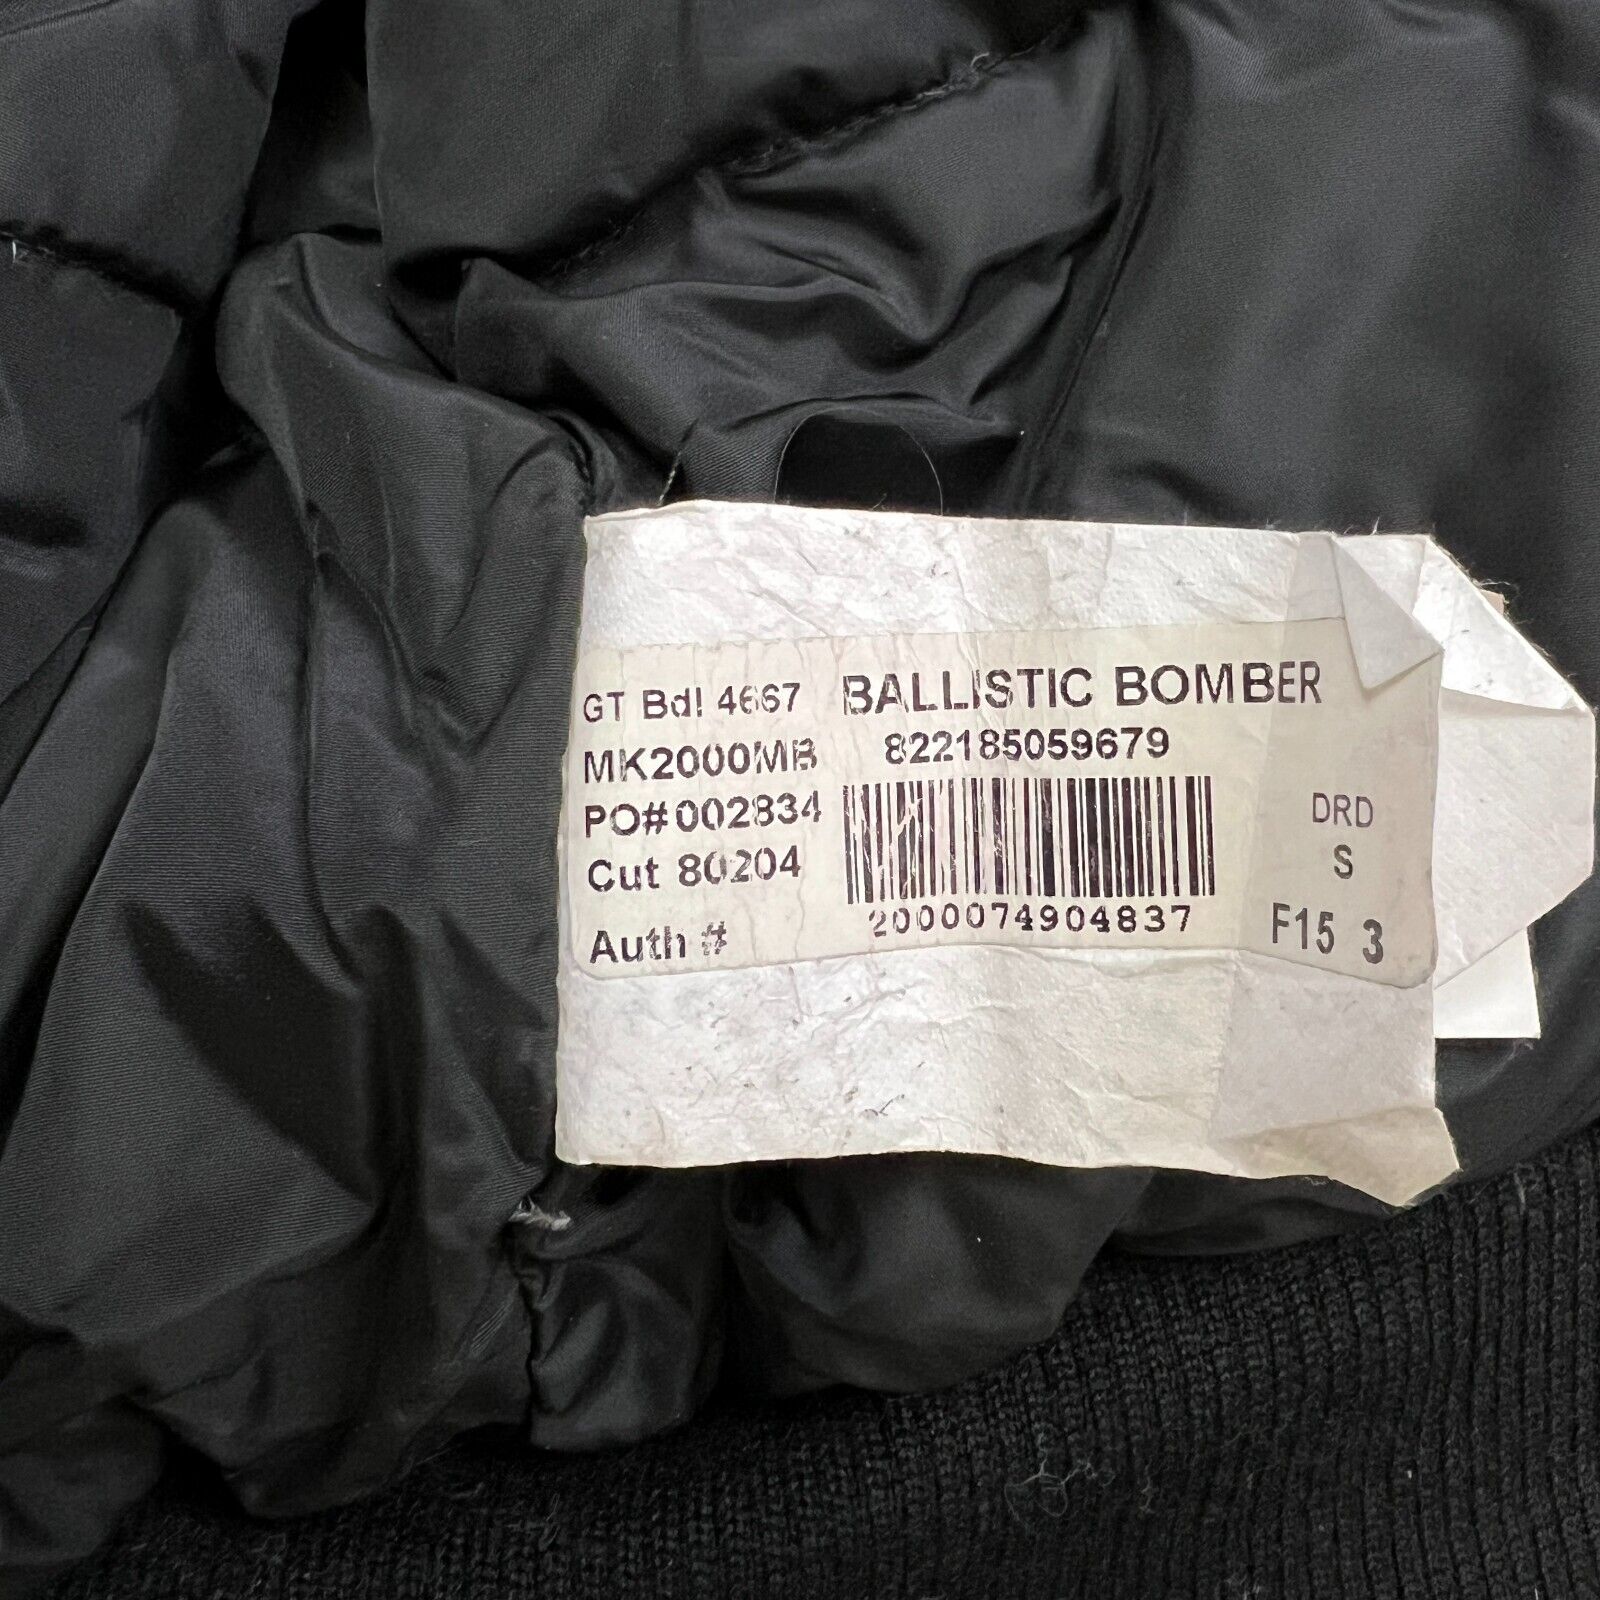 GT Bdl 4667 BALLISTIC BOMBER
MK2000MB 822185059679
PO#002834 DRD
Cut 80204 S
2000074904837
Auth # F15 3